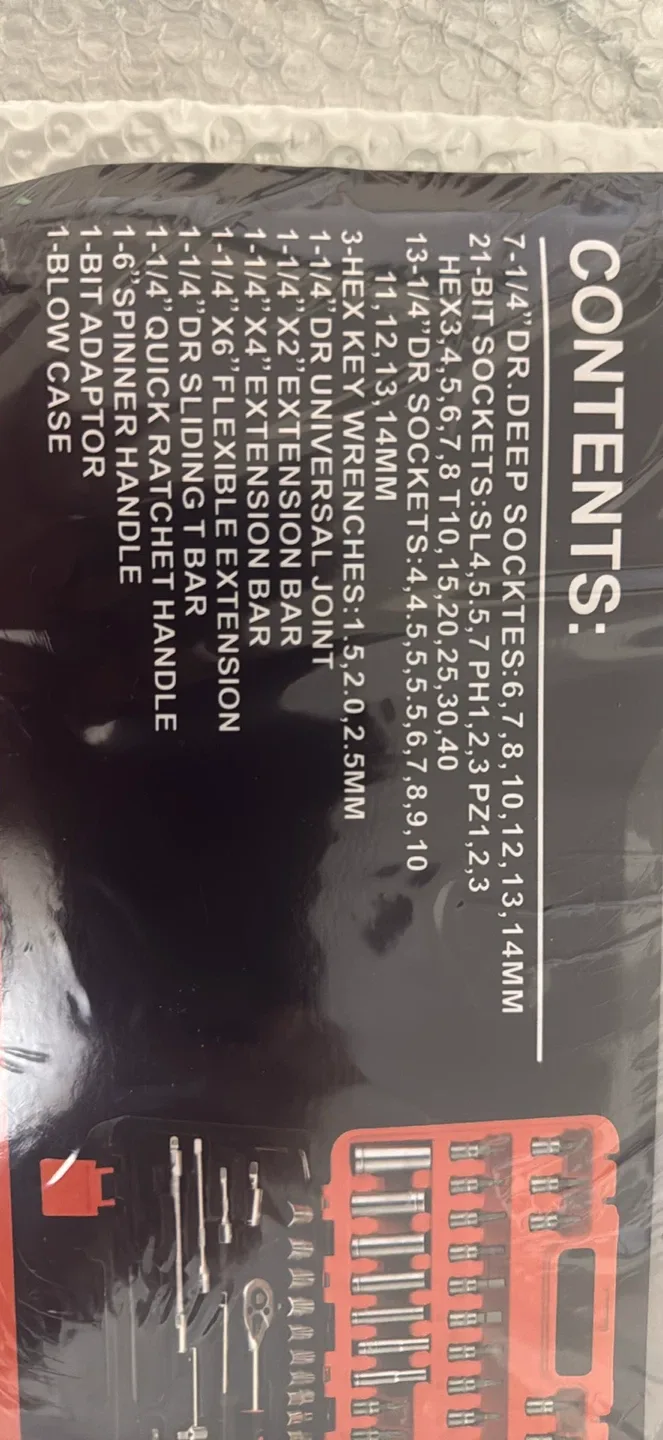 CONTENTS:
7-1/4”DR.DEEP SOCKTES:6,7,8,10,12,13,14MM
21-BIT SOCKETS:SL4,5.5,7 PH1,2,3 PZ1,2,3
HEX3,4,5,6,7,8 T10,15,20,25,30,40
13-1/4”DR SOCKETS:4,4.5,5,5.5,6,7,8,9,10
11,12,13,14MM
3-HEX KEY WRENCHES:1.5,2.0,2.5MM
1-1/4”DR UNIVERSAL JOINT
1-1/4”X2”EXTENSION BAR
1-1/4”X4”EXTENSION BAR
1-1/4”X6”FLEXIBLE EXTENSION
1-1/4”DR SLIDING T BAR
1-1/4”QUICK RATCHET HANDLE
1-6”SPINNER HANDLE
1-BIT ADAPTOR
1-BLOW CASE